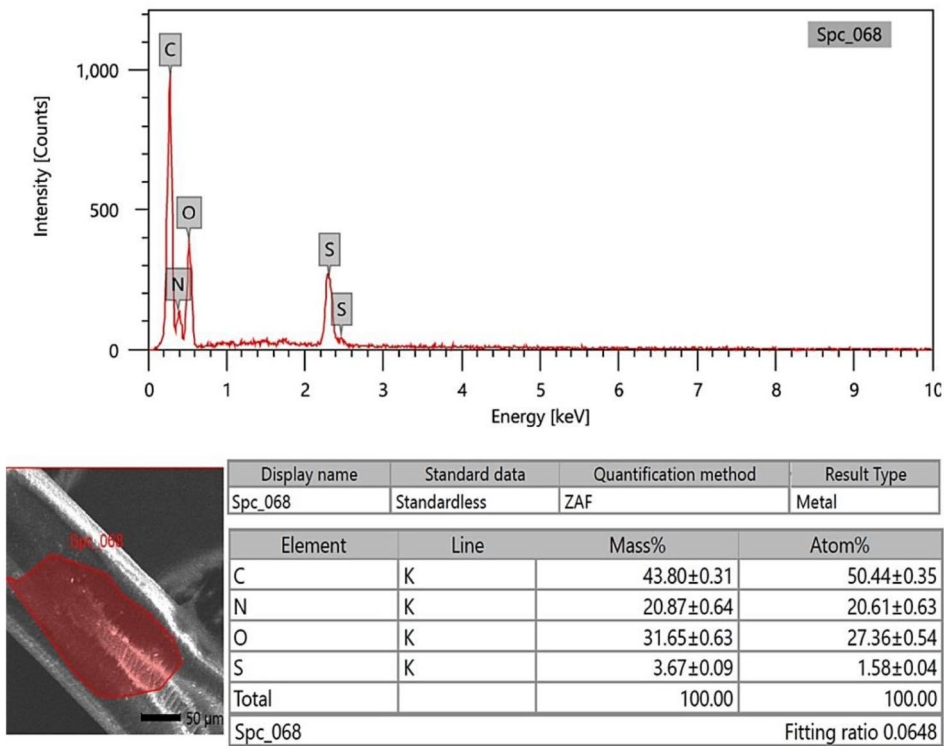 Spc_068
C
1,000
Intensity [Counts]
500
O
N
S
S
0
0 1 2 3 4 5 6 7 8 9 10
Energy [keV]
Spc_068
50 µm
Display name Standard data Quantification method Result Type
Spc_068 Standardless ZAF Metal
Element Line Mass% Atom%
C K 43.80±0.31 50.44±0.35
N K 20.87±0.64 20.61±0.63
O K 31.65±0.63 27.36±0.54
S K 3.67±0.09 1.58±0.04
Total 100.00 100.00
Spc_068 Fitting ratio 0.0648